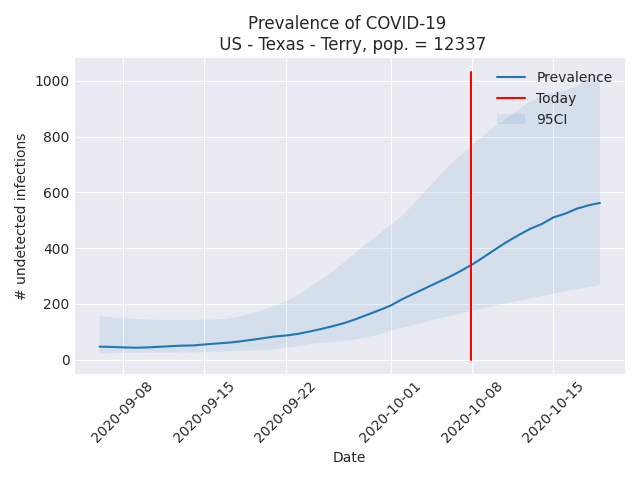 Prevalence of COVID-19
US - Texas - Terry, pop. = 12337
Prevalence
Today
95CI
1000
800
600
400
200
0
# undetected infections
2020-09-08
2020-09-15
2020-09-22
2020-10-01
2020-10-08
2020-10-15
Date